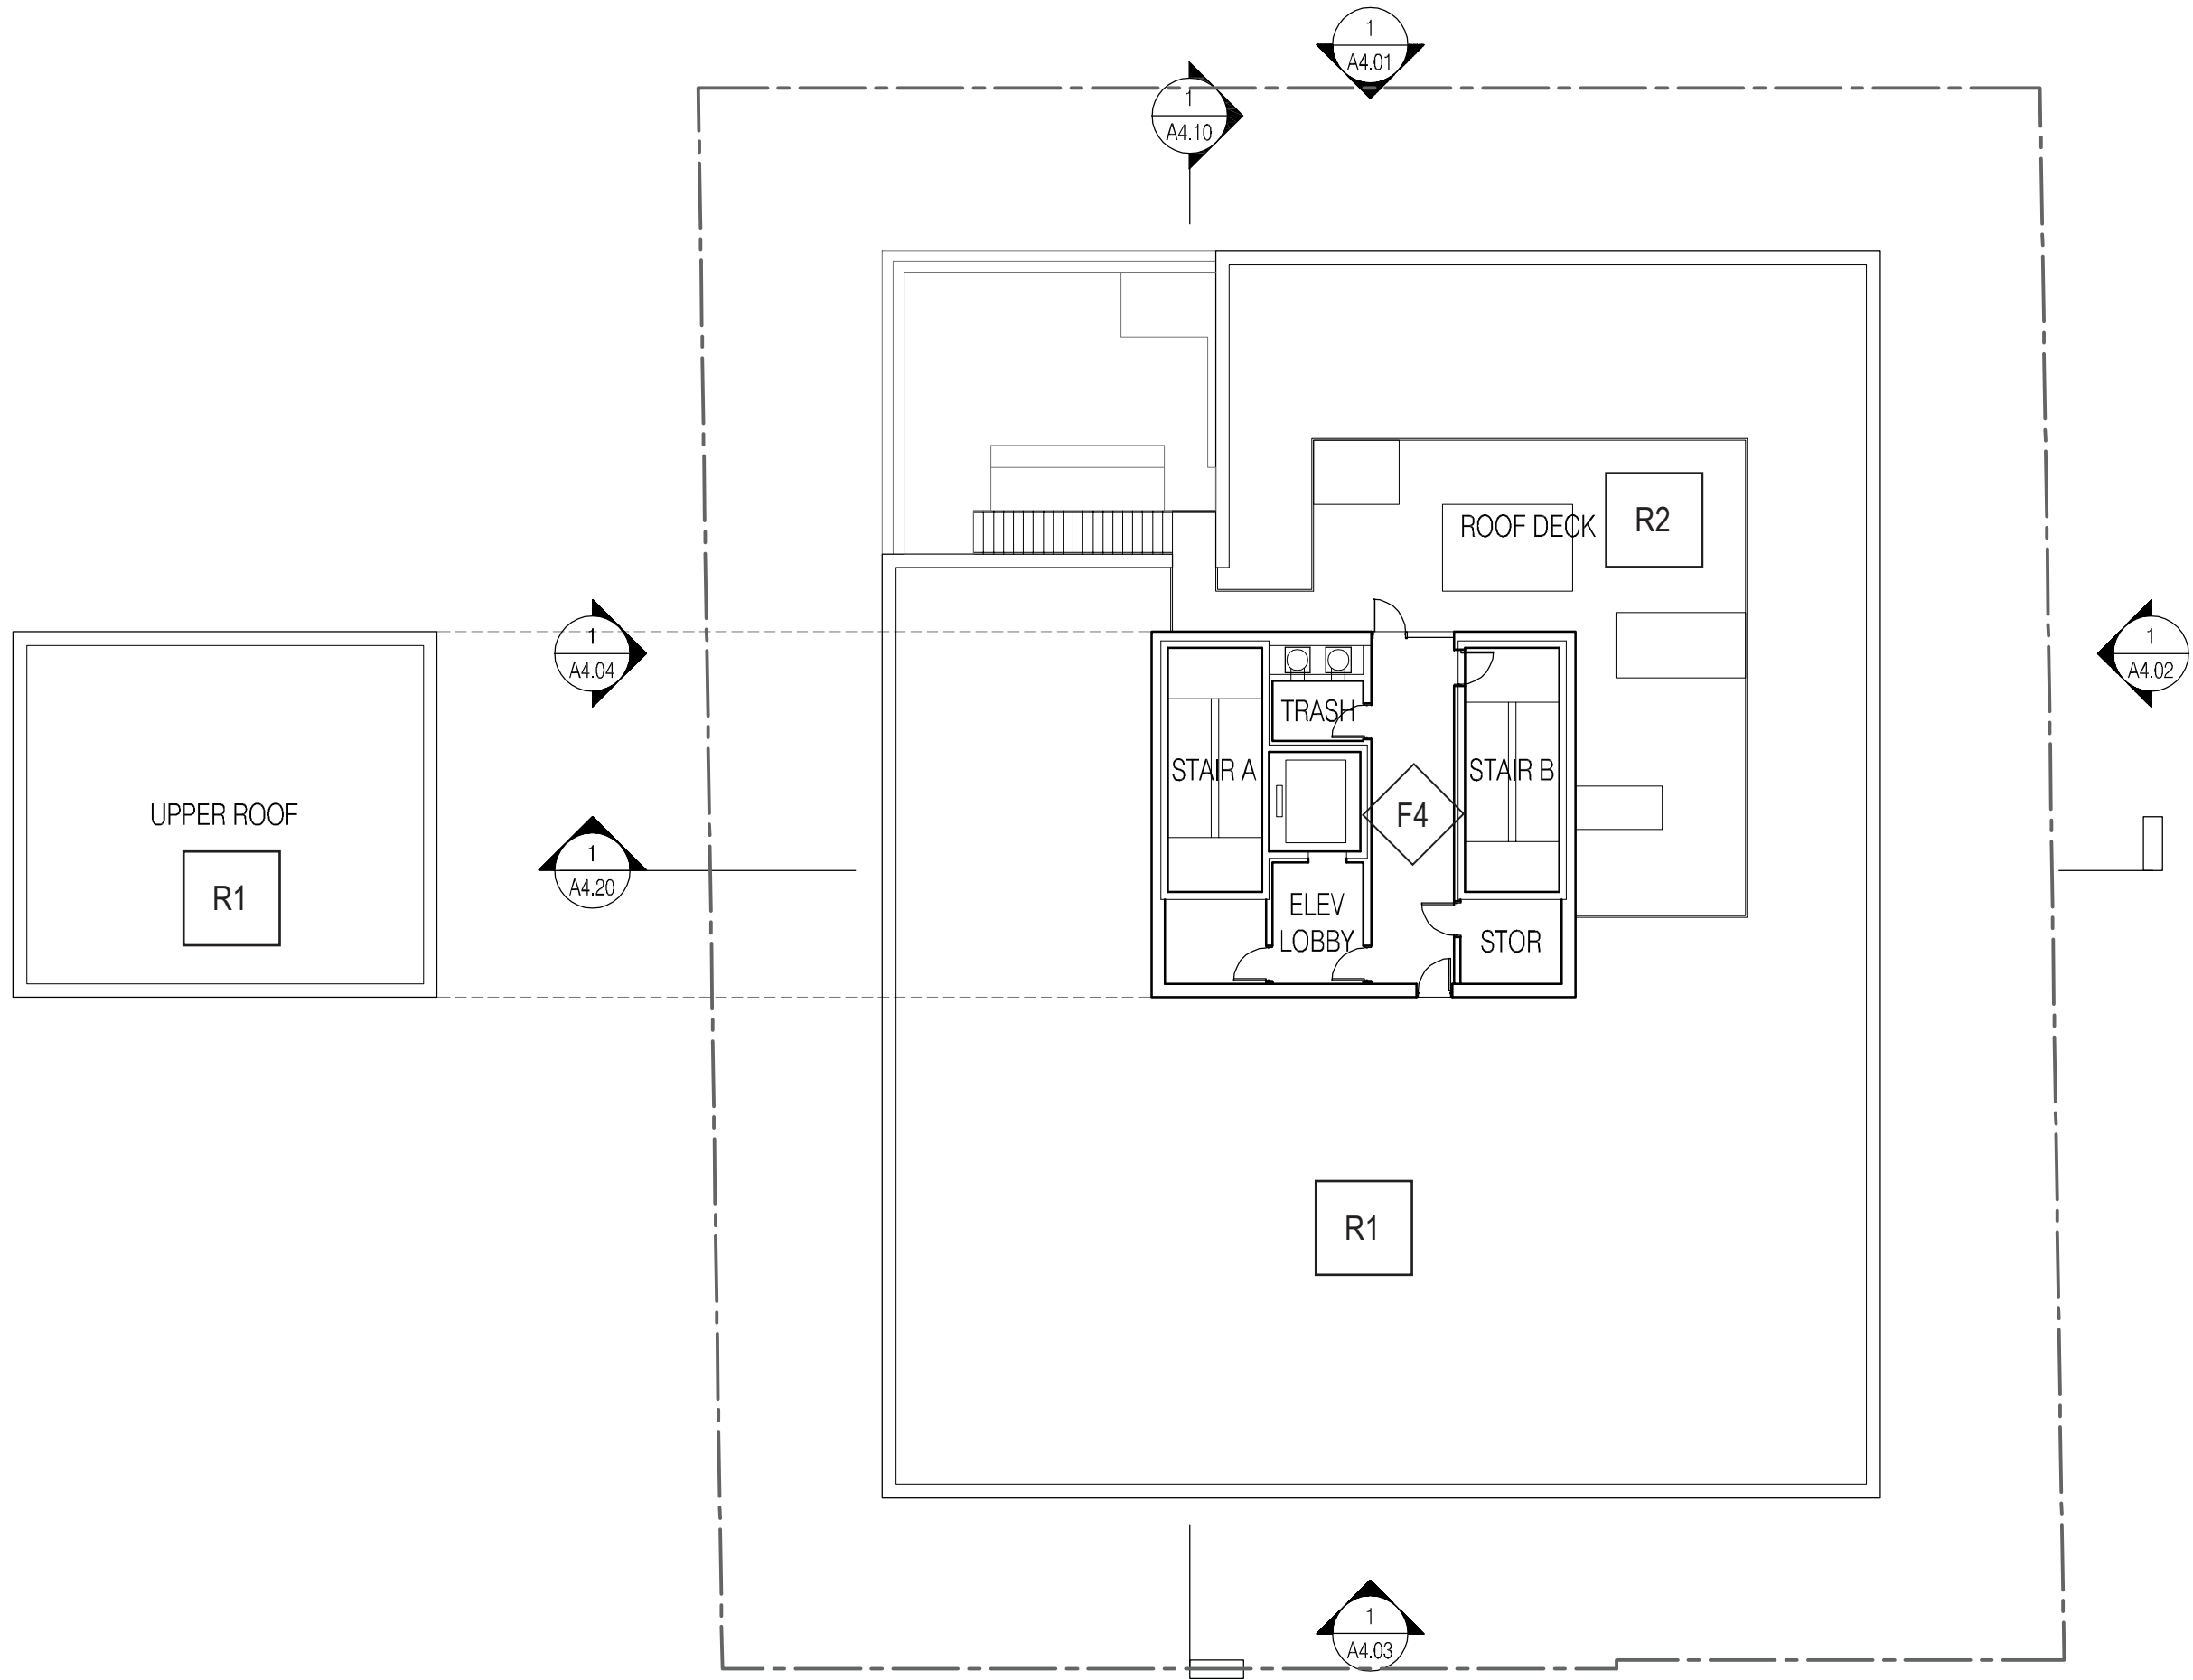 1
A4.01
1
A4.10
ROOF DECK
R2
1
A4.04
1
A4.02
TRASH
STAIR A
STAIR B
UPPER ROOF
F4
1
A4.20
R1
ELEV
LOBBY
STOR
R1
1
A4.03